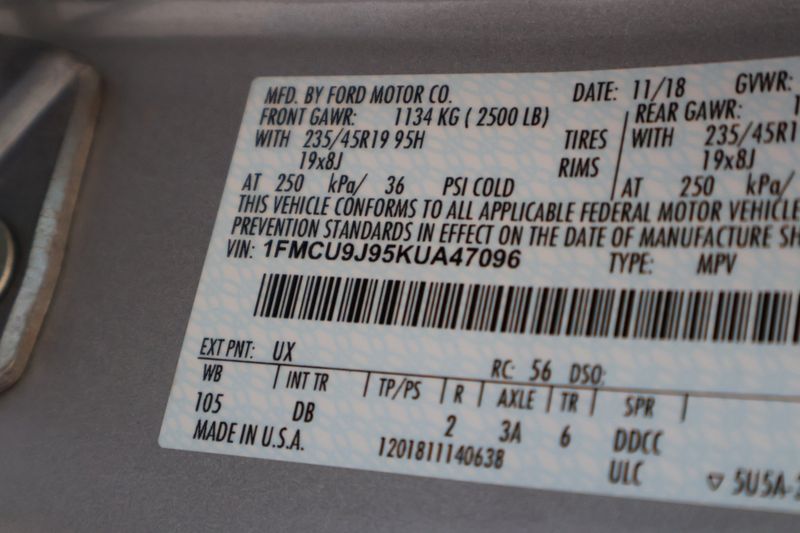 MFD. BY FORD MOTOR CO. DATE: 11/18 GVWR:
FRONT GAWR: 1134 KG ( 2500 LB) REAR GAWR:
WITH 235/45R19 95H TIRES WITH 235/45R1
19x8J RIMS 19x8J
AT 250 kPa/ 36 PSI COLD AT 250 kPa/
THIS VEHICLE CONFORMS TO ALL APPLICABLE FEDERAL MOTOR VEHICLE
PREVENTION STANDARDS IN EFFECT ON THE DATE OF MANUFACTURE SH
VIN: 1FMCU9J95KUA47096 TYPE: MPV
EXT PNT: UX RC: 56 DSO:
WB INT TR TP/PS R AXLE TR SPR
105 DB 2 3A 6 DDCC
MADE IN U.S.A. 1201811140638 ULC ▽ 5U5A-